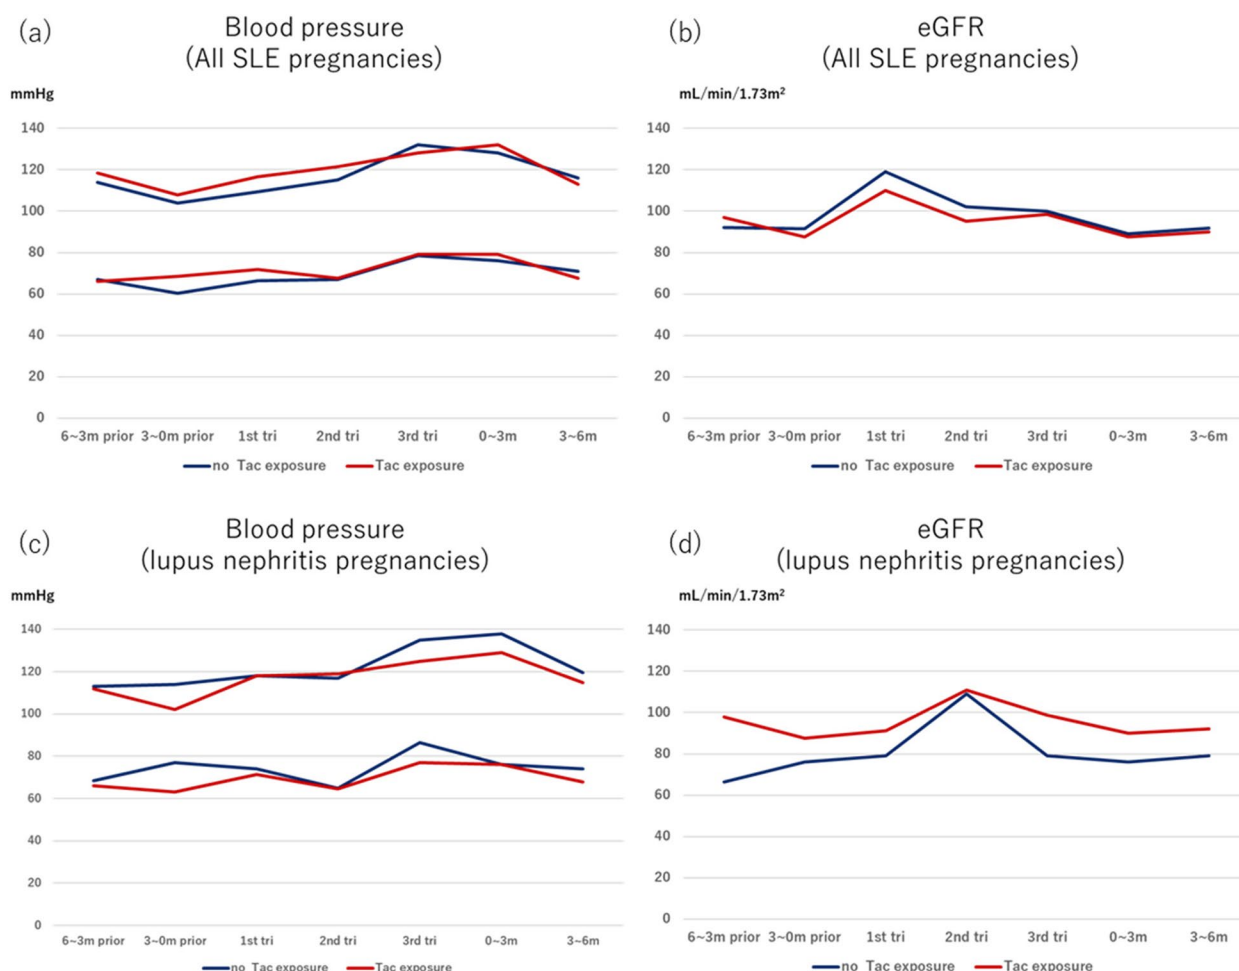 (a)
Blood pressure
(All SLE pregnancies)
mmHg
140
120
100
80
60
40
20
0
6~3m prior 3~0m prior 1st tri 2nd tri 3rd tri 0~3m 3~6m
no Tac exposure Tac exposure
(b)
eGFR
(All SLE pregnancies)
mL/min/1.73m²
140
120
100
80
60
40
20
0
6~3m prior 3~0m prior 1st tri 2nd tri 3rd tri 0~3m 3~6m
no Tac exposure Tac exposure
(c)
Blood pressure
(lupus nephritis pregnancies)
mmHg
140
120
100
80
60
40
20
0
6~3m prior 3~0m prior 1st tri 2nd tri 3rd tri 0~3m 3~6m
no Tac exposure Tac exposure
(d)
eGFR
(lupus nephritis pregnancies)
mL/min/1.73m²
140
120
100
80
60
40
20
0
6~3m prior 3~0m prior 1st tri 2nd tri 3rd tri 0~3m 3~6m
no Tac exposure Tac exposure